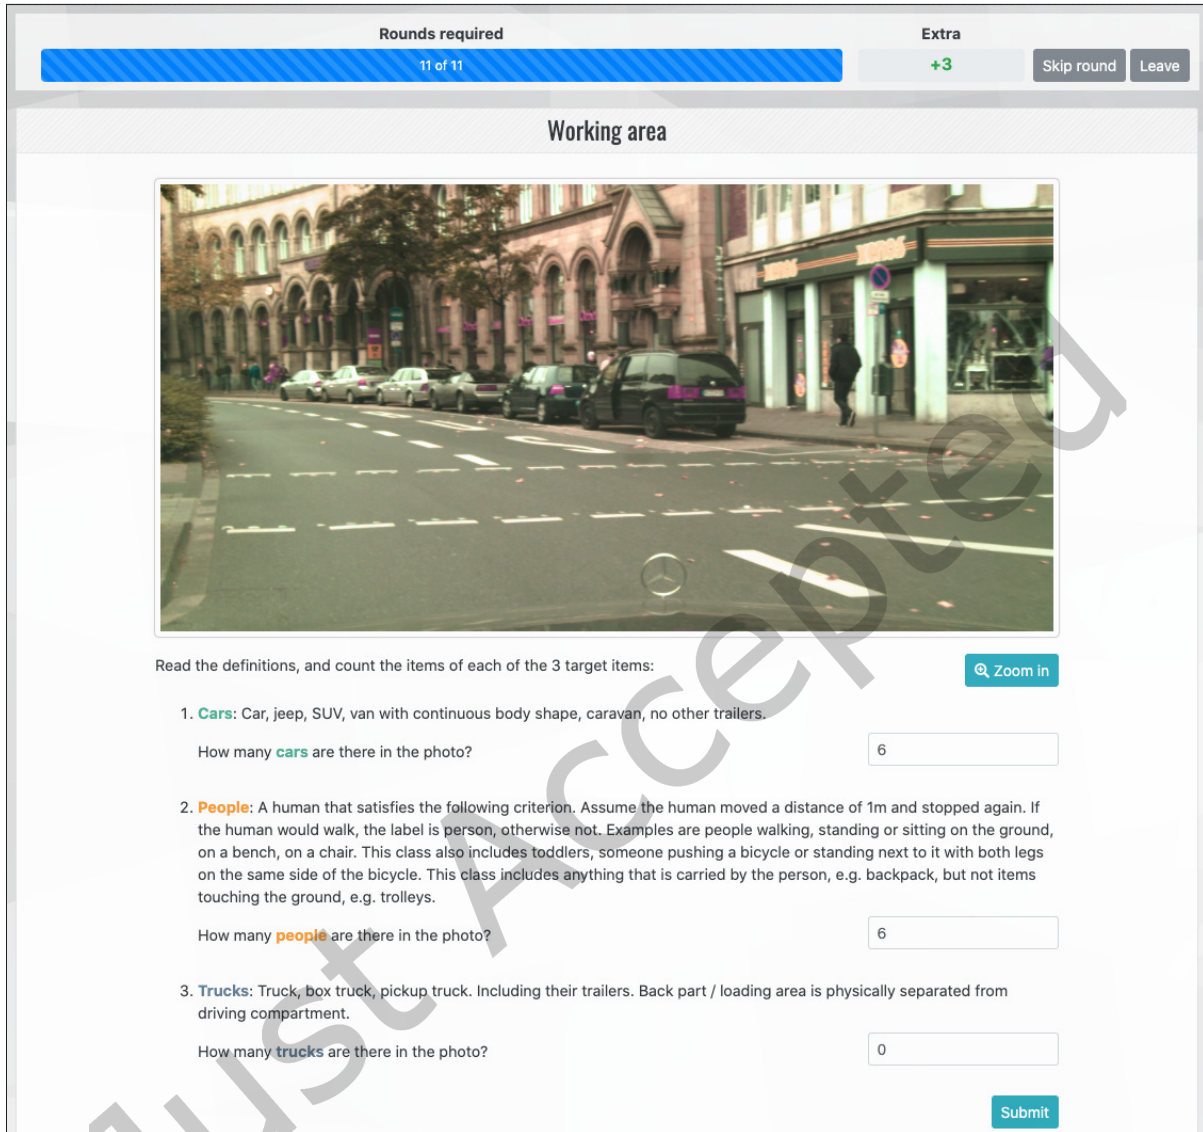 Rounds required
Extra
11 of 11
+3
Skip round
Leave
Working area
Read the definitions, and count the items of each of the 3 target items:
Zoom in
1. Cars: Car, jeep, SUV, van with continuous body shape, caravan, no other trailers.
How many cars are there in the photo?
6
2. People: A human that satisfies the following criterion. Assume the human moved a distance of 1m and stopped again. If
the human would walk, the label is person, otherwise not. Examples are people walking, standing or sitting on the ground,
on a bench, on a chair. This class also includes toddlers, someone pushing a bicycle or standing next to it with both legs
on the same side of the bicycle. This class includes anything that is carried by the person, e.g. backpack, but not items
touching the ground, e.g. trolleys.
How many people are there in the photo?
6
3. Trucks: Truck, box truck, pickup truck. Including their trailers. Back part / loading area is physically separated from
driving compartment.
How many trucks are there in the photo?
0
Submit
Just Accepted